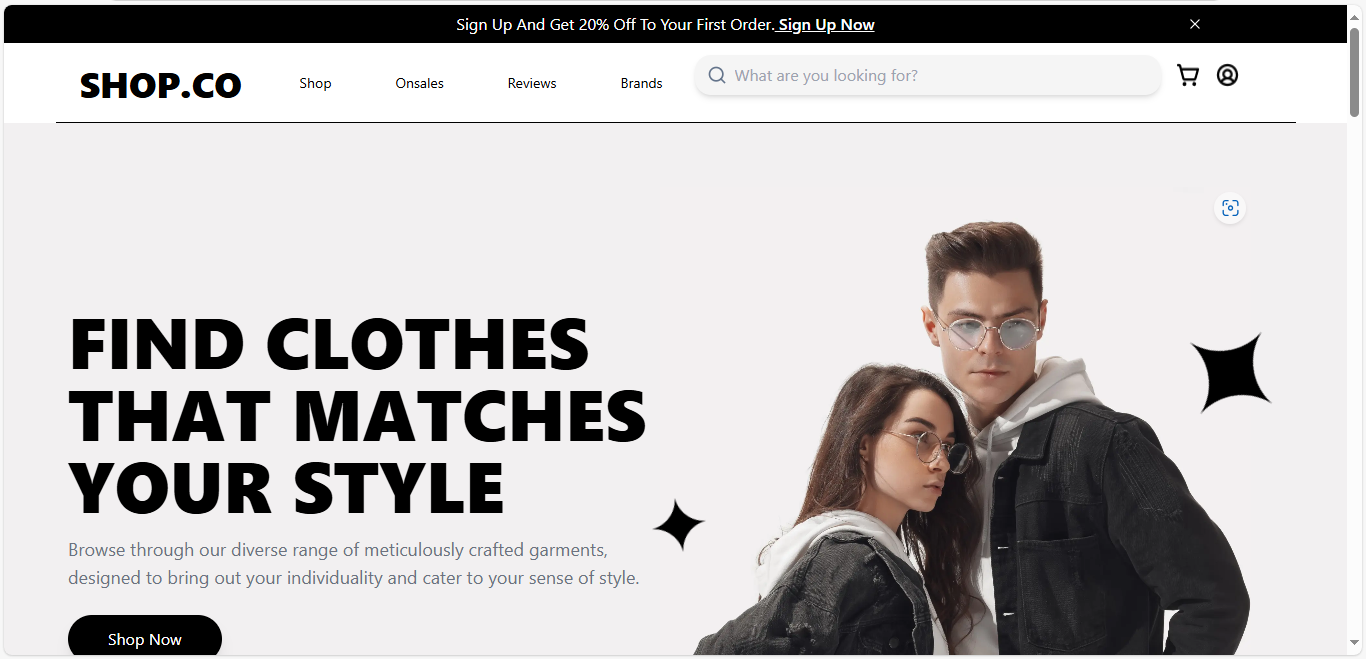 Sign Up And Get 20% Off To Your First Order. Sign Up Now
SHOP.CO
Shop
Onsales
Reviews
Brands
What are you looking for?
FIND CLOTHES
THAT MATCHES
YOUR STYLE
Browse through our diverse range of meticulously crafted garments,
designed to bring out your individuality and cater to your sense of style.
Shop Now